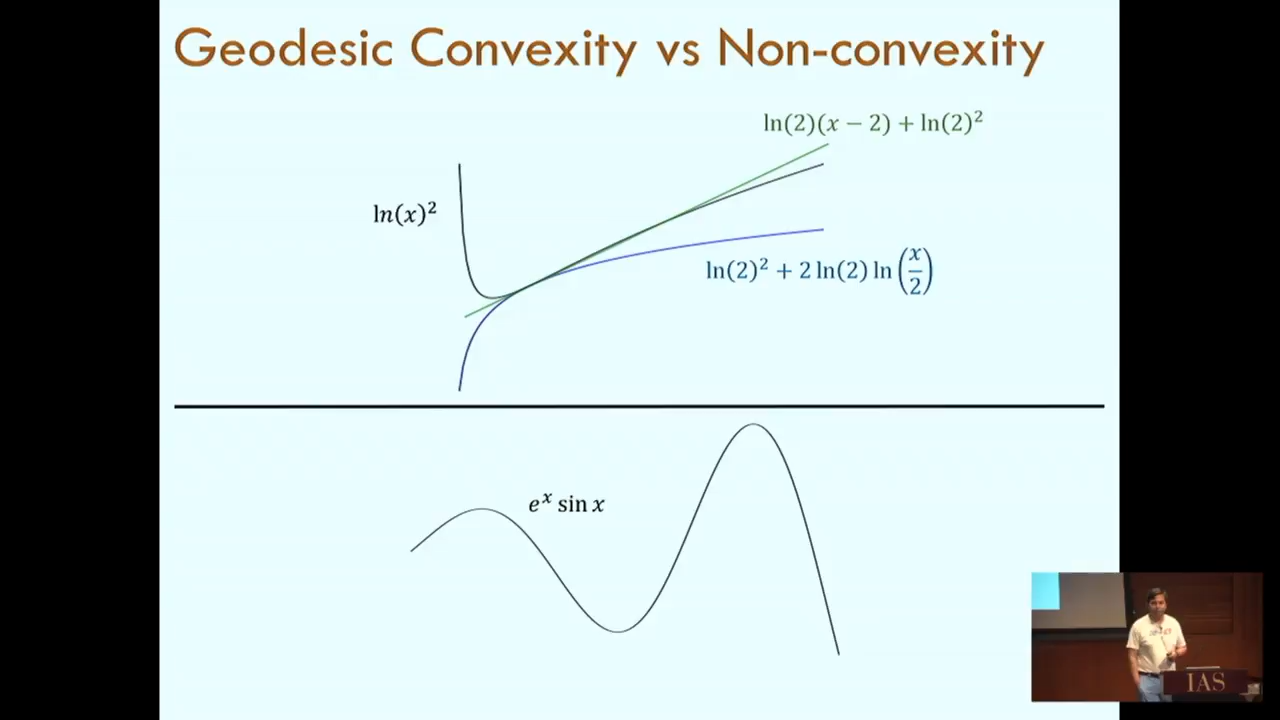 Geodesic Convexity vs Non-convexity
ln(2)(x − 2) + ln(2)²
ln(x)²
ln(2)² + 2 ln(2) ln(x/2)
eˣ sin x
IAS